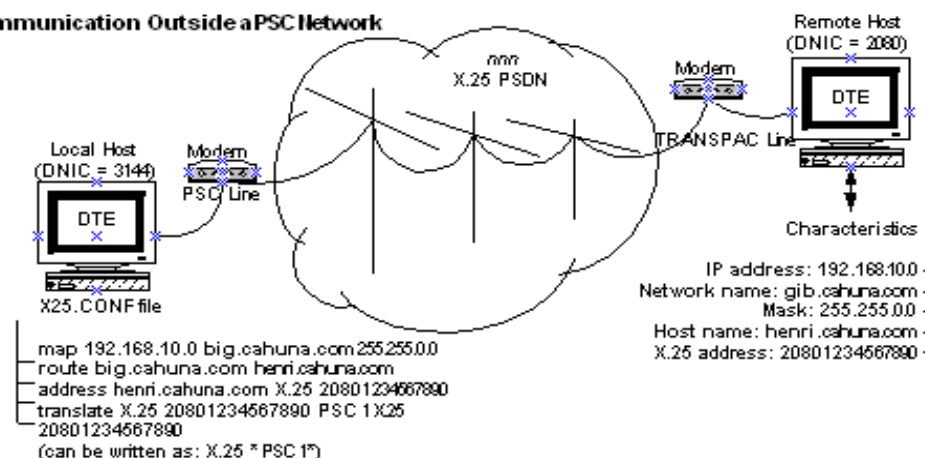 mmunication Outside a PSC Network
Remote Host
(DNIC = 2080)
nnn
X.25 PSDN
Modem
DTE
TRANSPAC Line
Local Host
(DNIC = 3144)
Modem
PSC Line
DTE
X25.CONF file
Characteristics
IP address: 192.168.10.0
Network name: gib.cahuna.com
Mask: 255.255.0.0
Host name: henri.cahuna.com
X.25 address: 20801234567890
map 192.168.10.0 big.cahuna.com 255.255.0.0
route big.cahuna.com henri.cahuna.com
address henri.cahuna.com X.25 20801234567890
translate X.25 20801234567890 PSC 1 X.25
20801234567890
(can be written as: X.25 * PSC 1*)